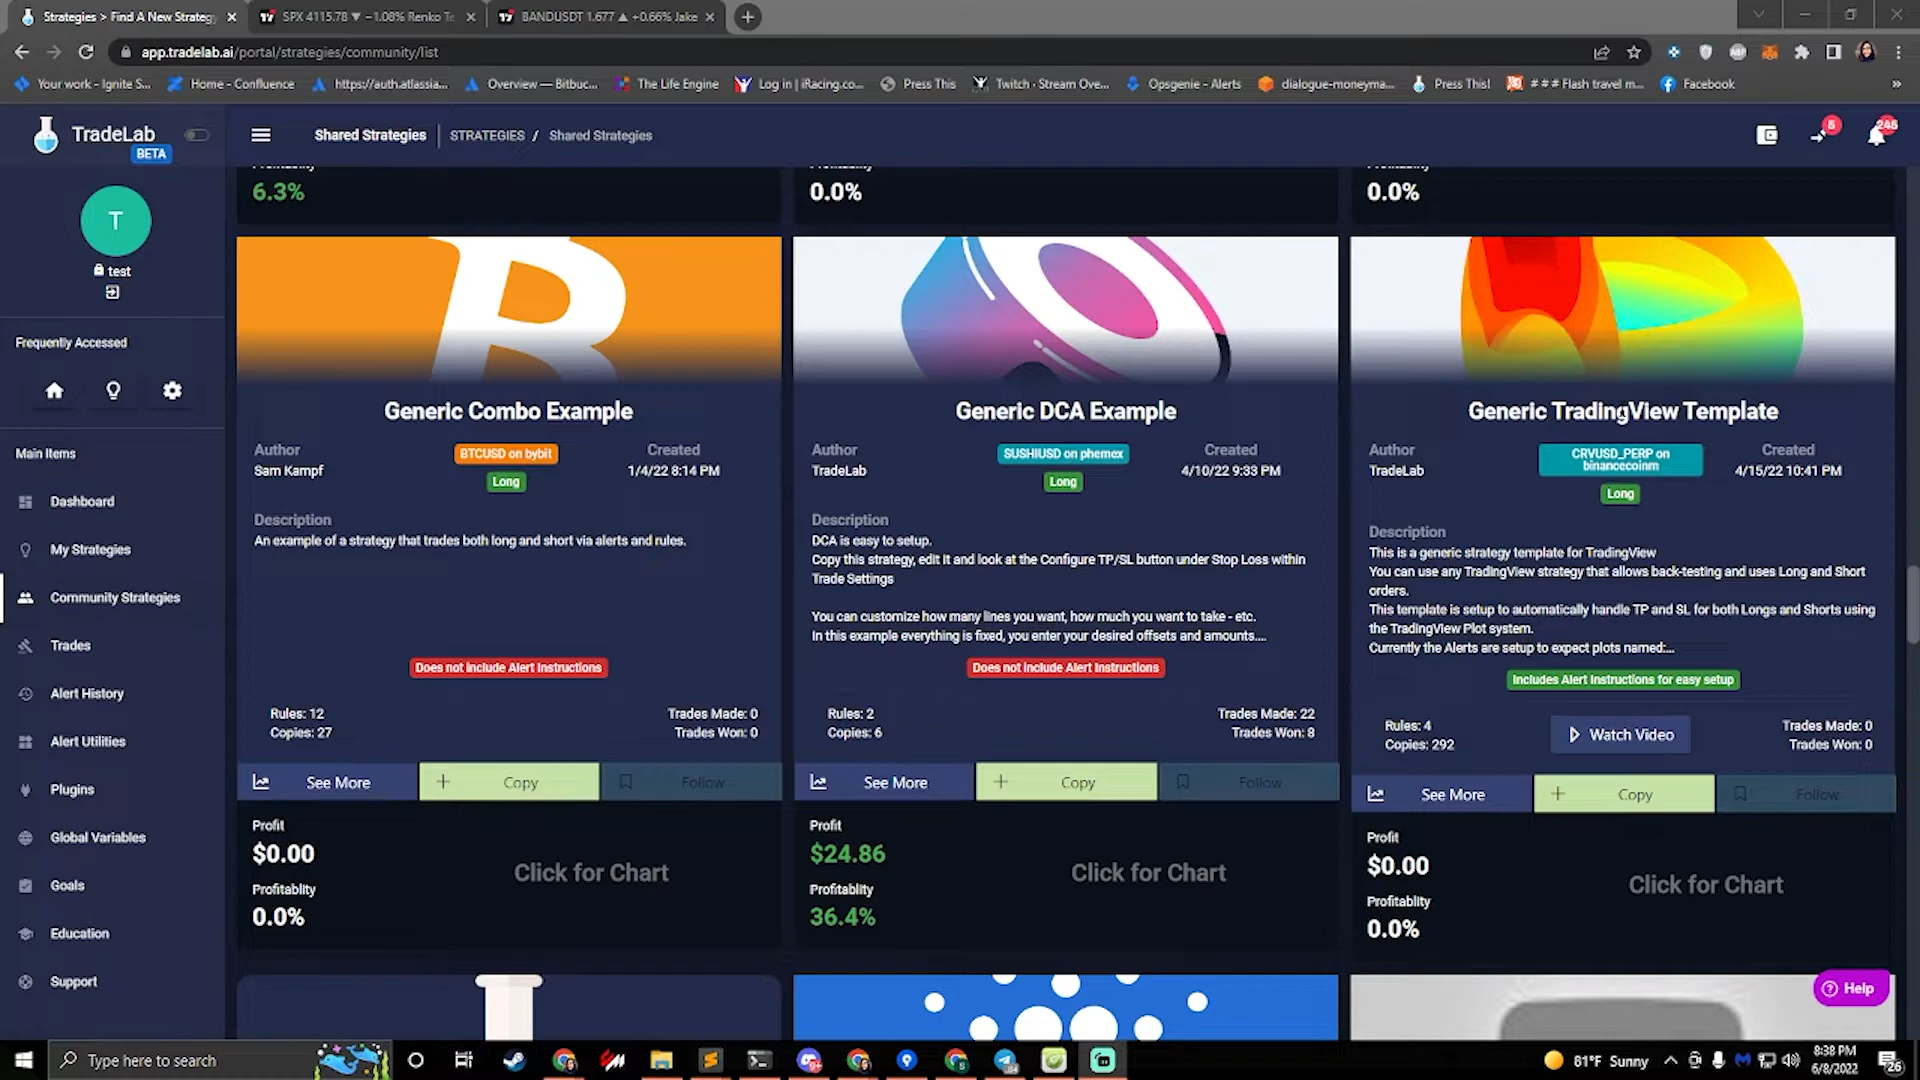 Strategies > Find A New Strateg
SPX 4115.78 ▼ −1.08% Renko Te
BANDUSDT 1.677 ▲ +0.66% Jake
app.tradelab.ai/portal/strategies/community/list
Your work - Ignite S...
Home - Confluence
https://auth.atlassia...
Overview — Bitbuc...
The Life Engine
Log in | iRacing.co...
Press This
Twitch - Stream Ove...
Opsgenie - Alerts
dialogue-moneyma...
Press This!
# # # Flash travel m...
Facebook
»
TradeLab
BETA
Shared Strategies
STRATEGIES / Shared Strategies
5
245
T
test
Frequently Accessed
Main Items
Dashboard
My Strategies
Community Strategies
Trades
Alert History
Alert Utilities
Plugins
Global Variables
Goals
Education
Support
6.3%
0.0%
0.0%
Generic Combo Example
Author
Sam Kampf
BTCUSD on bybit
Long
Created
1/4/22 8:14 PM
Description
An example of a strategy that trades both long and short via alerts and rules.
Does not include Alert Instructions
Rules: 12
Copies: 27
Trades Made: 0
Trades Won: 0
See More
Copy
Follow
Profit
$0.00
Profitablity
0.0%
Click for Chart
Generic DCA Example
Author
TradeLab
SUSHIUSD on phemex
Long
Created
4/10/22 9:33 PM
Description
DCA is easy to setup.
Copy this strategy, edit it and look at the Configure TP/SL button under Stop Loss within
Trade Settings
You can customize how many lines you want, how much you want to take - etc.
In this example everything is fixed, you enter your desired offsets and amounts....
Does not include Alert Instructions
Rules: 2
Copies: 6
Trades Made: 22
Trades Won: 8
See More
Copy
Follow
Profit
$24.86
Profitablity
36.4%
Click for Chart
Generic TradingView Template
Author
TradeLab
CRVUSD_PERP on
binancecoinm
Long
Created
4/15/22 10:41 PM
Description
This is a generic strategy template for TradingView
You can use any TradingView strategy that allows back-testing and uses Long and Short
orders.
This template is setup to automatically handle TP and SL for both Longs and Shorts using
the TradingView Plot system.
Currently the Alerts are setup to expect plots named:...
Includes Alert Instructions for easy setup
Rules: 4
Copies: 292
Watch Video
Trades Made: 0
Trades Won: 0
See More
Copy
Follow
Profit
$0.00
Profitablity
0.0%
Click for Chart
Help
Type here to search
81°F Sunny
8:38 PM
6/8/2022
26